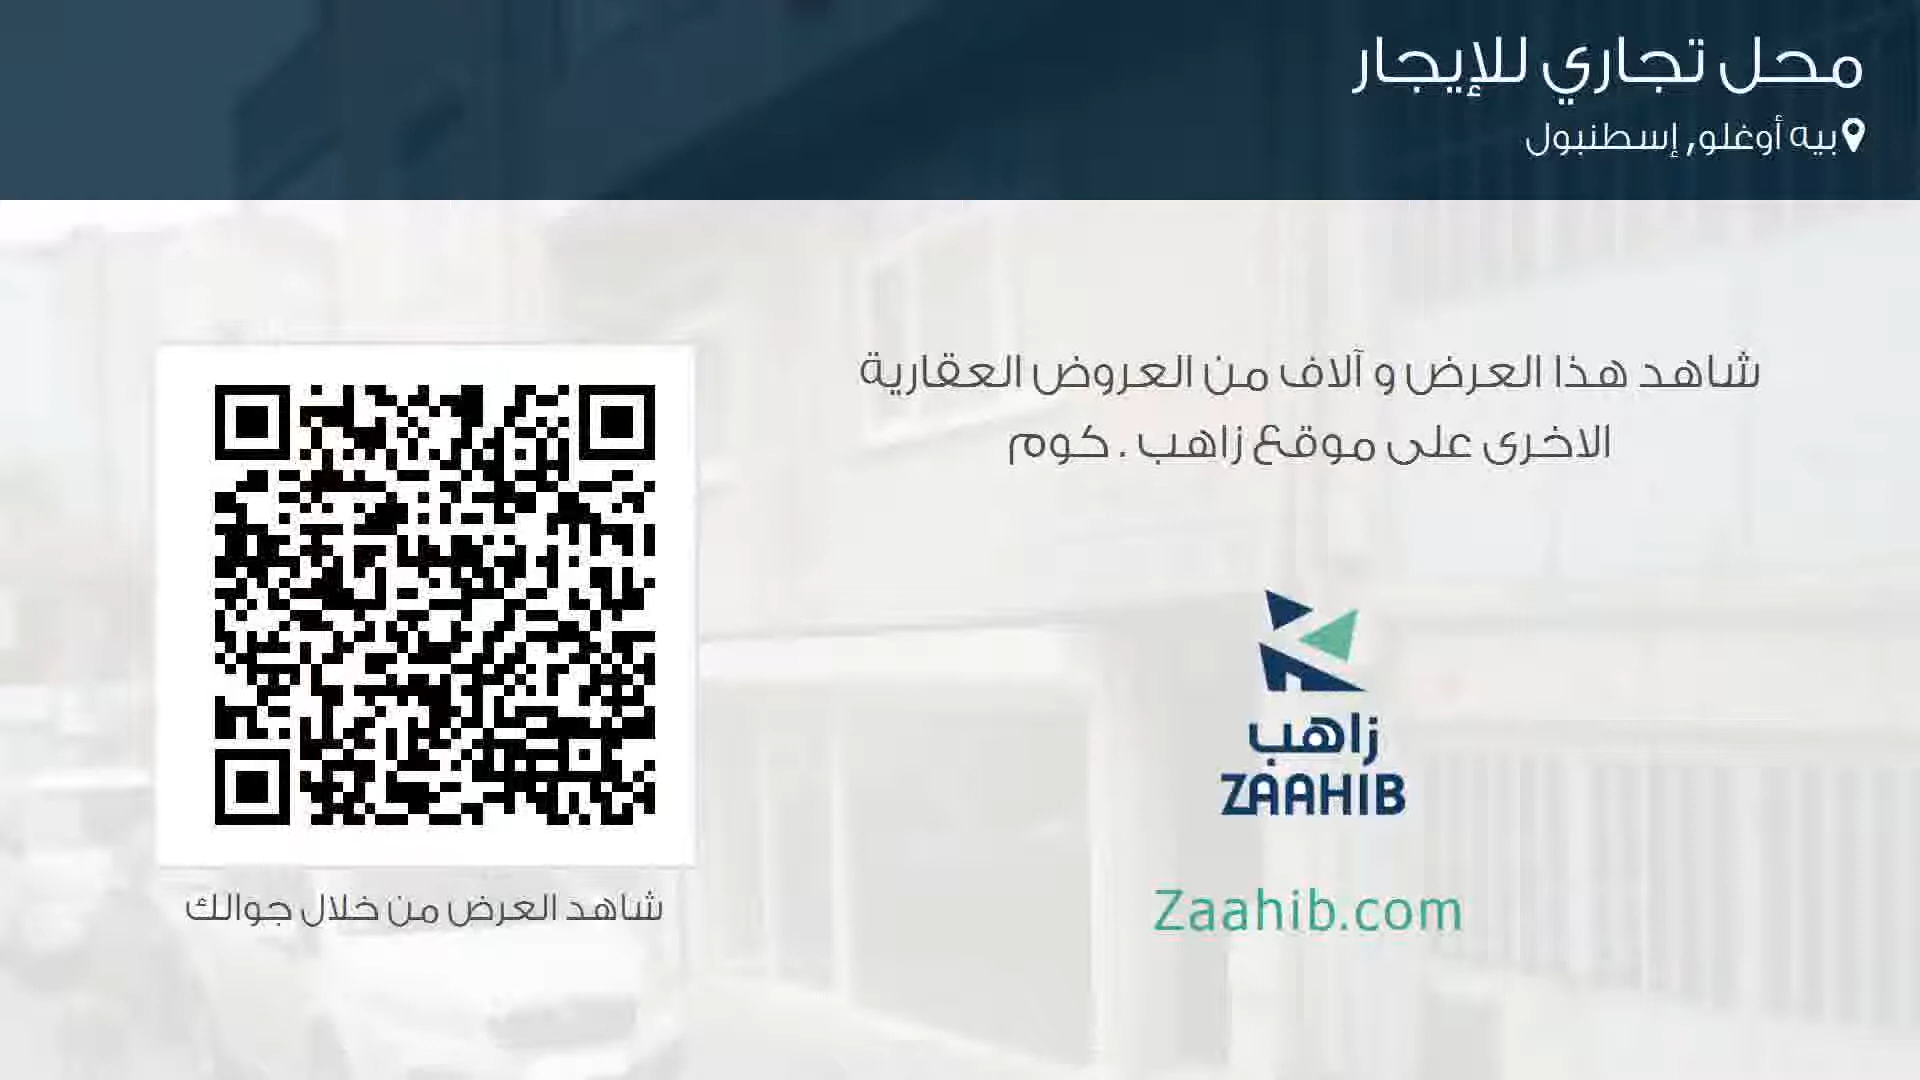 محل تجاري للإيجار
بيه أوغلو, إسطنبول
شاهد هذا العرض و آلاف من العروض العقارية
الاخرى على موقع زاهب . كوم
زاهب
ZAAHIB
Zaahib.com
شاهد العرض من خلال جوالك